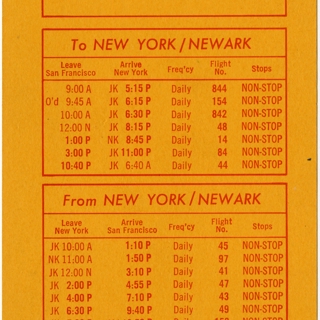 To NEW YORK/NEWARK
Leave San Francisco Arrive New York Freq'cy Flight No. Stops
9:00 A JK 5:15 P Daily 844 NON-STOP
O'd 9:45 A JK 6:15 P Daily 154 NON-STOP
10:00 A JK 6:30 P Daily 842 NON-STOP
12:00 N JK 8:15 P Daily 48 NON-STOP
1:00 P NK 8:45 P Daily 14 NON-STOP
3:00 P JK 11:00 P Daily 84 NON-STOP
10:40 P JK 6:40 A Daily 44 NON-STOP
From NEW YORK/NEWARK
Leave New York Arrive San Francisco Freq'cy Flight No. Stops
JK 10:00 A 1:10 P Daily 45 NON-STOP
NK 11:00 A 1:50 P Daily 97 NON-STOP
JK 12:00 N 3:10 P Daily 41 NON-STOP
JK 2:00 P 4:55 P Daily 47 NON-STOP
JK 4:00 P 7:10 P Daily 43 NON-STOP
JK 6:30 P 9:40 P Daily 49 NON-STOP